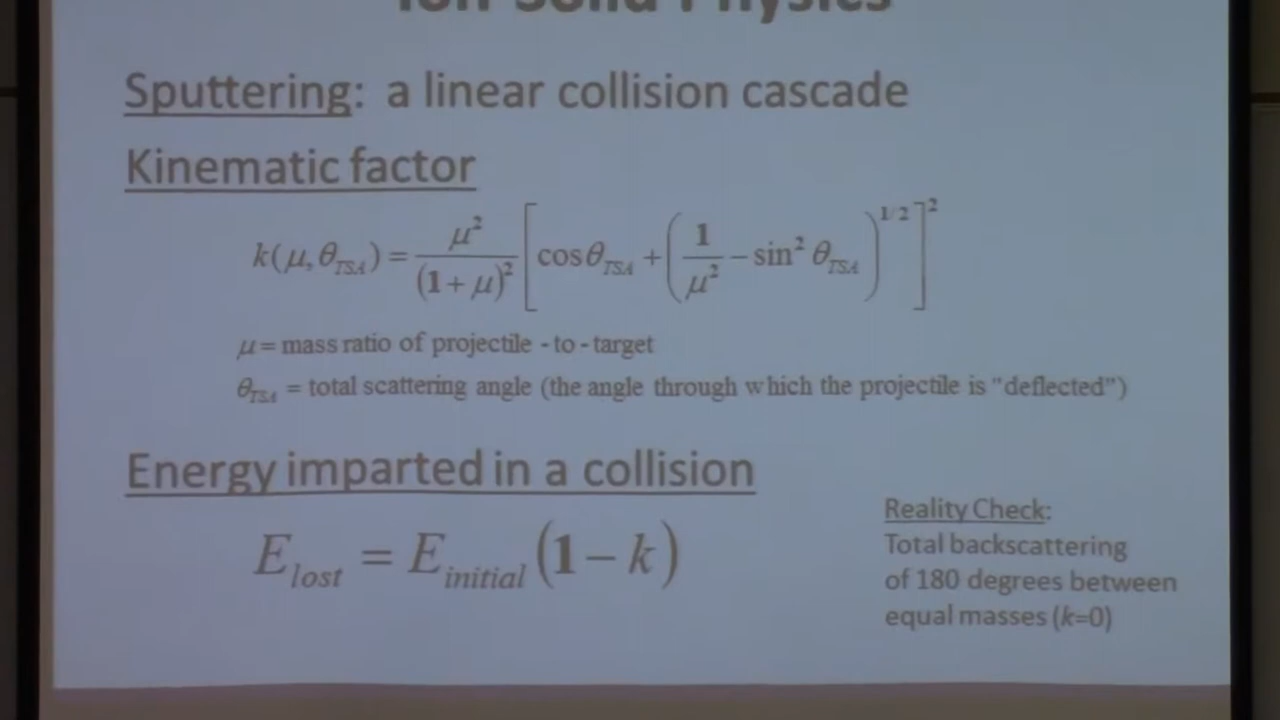 Ion-Solid Physics
Sputtering: a linear collision cascade
Kinematic factor
k(μ, θ_TSA) = μ² / (1 + μ)² [cos θ_TSA + (1/μ² − sin² θ_TSA)^1/2]²
μ = mass ratio of projectile - to - target
θ_TSA = total scattering angle (the angle through which the projectile is "deflected")
Energy imparted in a collision
E_lost = E_initial (1 − k)
Reality Check:
Total backscattering
of 180 degrees between
equal masses (k=0)